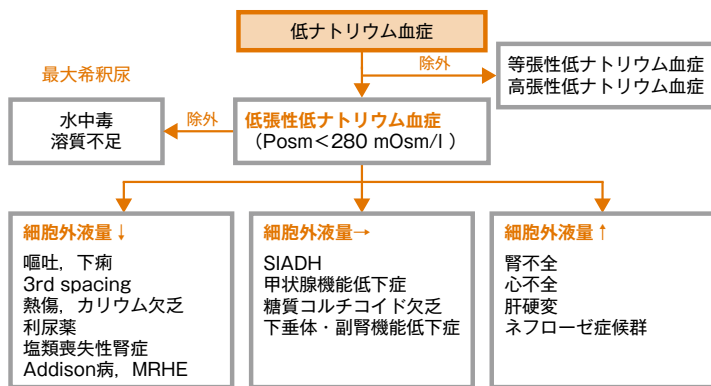 低ナトリウム血症
除外
等張性低ナトリウム血症
高張性低ナトリウム血症
最大希釈尿
水中毒
溶質不足
除外
低張性低ナトリウム血症
（Posm＜280 mOsm/l ）
細胞外液量↓
嘔吐，下痢
3rd spacing
熱傷，カリウム欠乏
利尿薬
塩類喪失性腎症
Addison病，MRHE
細胞外液量→
SIADH
甲状腺機能低下症
糖質コルチコイド欠乏
下垂体・副腎機能低下症
細胞外液量↑
腎不全
心不全
肝硬変
ネフローゼ症候群